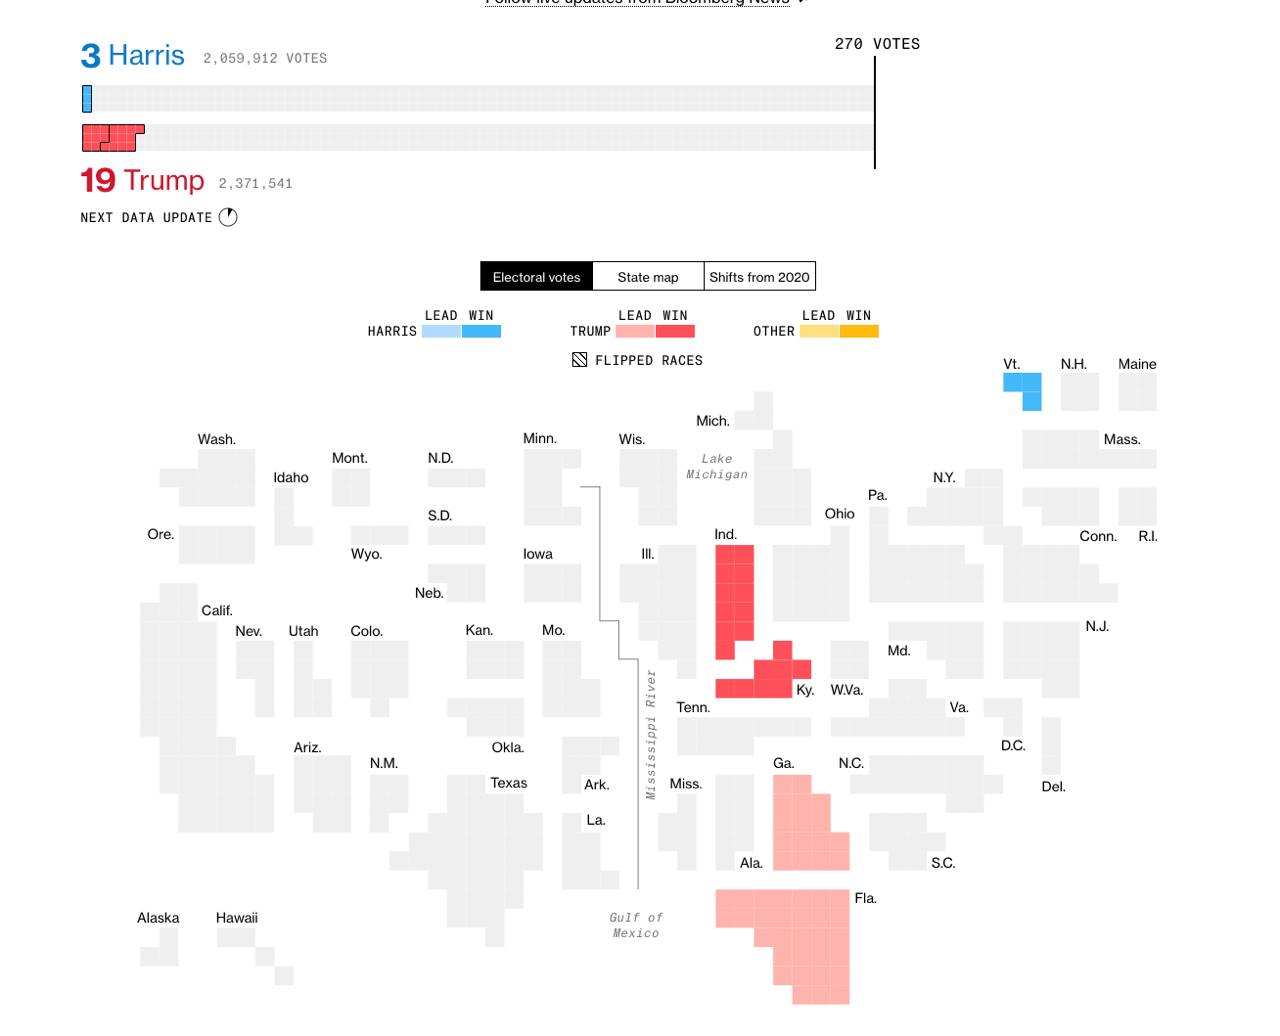 Follow live updates from Bloomberg News
3 Harris 2,059,912 VOTES
270 VOTES
19 Trump 2,371,541
NEXT DATA UPDATE
Electoral votes State map Shifts from 2020
LEAD WIN LEAD WIN LEAD WIN
HARRIS TRUMP OTHER
FLIPPED RACES
Vt. N.H. Maine
Mich.
Wash. Minn. Wis. Mass.
Mont. N.D. Lake
Michigan
Idaho N.Y.
Pa.
S.D. Ohio
Ore. Ind. Conn. R.I.
Wyo. Iowa Ill.
Neb.
Calif.
Nev. Utah Colo. Kan. Mo. N.J.
Md.
Ky. W.Va.
Tenn. Va.
Mississippi River
Ariz. Okla. D.C.
N.M. Ga. N.C.
Texas Ark. Miss. Del.
La.
Ala. S.C.
Fla.
Alaska Hawaii Gulf of
Mexico